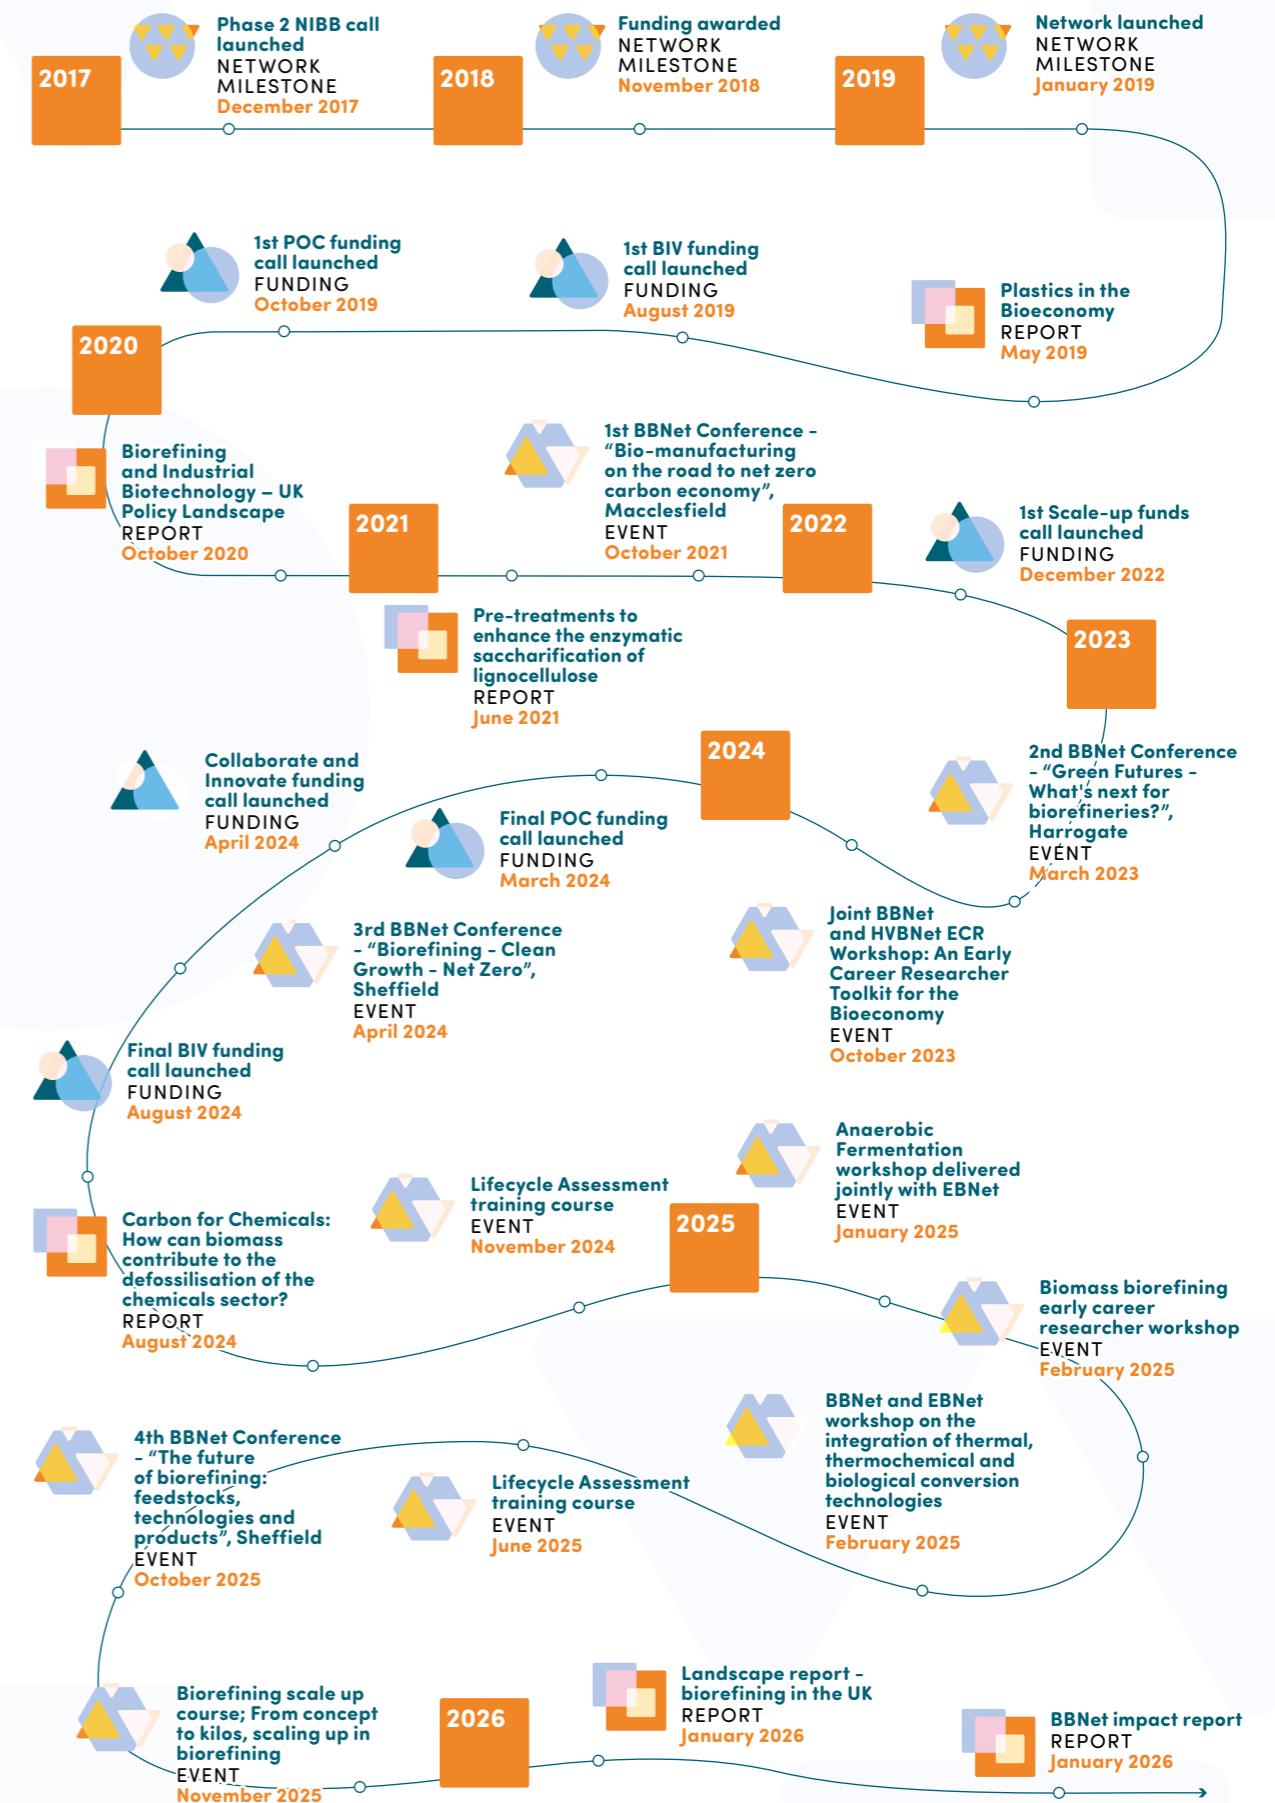 2017
Phase 2 NIBB call
launched
NETWORK
MILESTONE
December 2017
2018
Funding awarded
NETWORK
MILESTONE
November 2018
2019
Network launched
NETWORK
MILESTONE
January 2019
Plastics in the
Bioeconomy
REPORT
May 2019
1st BIV funding
call launched
FUNDING
August 2019
1st POC funding
call launched
FUNDING
October 2019
2020
Biorefining
and Industrial
Biotechnology – UK
Policy Landscape
REPORT
October 2020
2021
Pre-treatments to
enhance the enzymatic
saccharification of
lignocellulose
REPORT
June 2021
1st BBNet Conference -
“Bio-manufacturing
on the road to net zero
carbon economy”,
Macclesfield
EVENT
October 2021
2022
1st Scale-up funds
call launched
FUNDING
December 2022
2023
2nd BBNet Conference
- “Green Futures -
What's next for
biorefineries?”,
Harrogate
EVENT
March 2023
Joint BBNet
and HVBNet ECR
Workshop: An Early
Career Researcher
Toolkit for the
Bioeconomy
EVENT
October 2023
2024
Final POC funding
call launched
FUNDING
March 2024
Collaborate and
Innovate funding
call launched
FUNDING
April 2024
3rd BBNet Conference
- “Biorefining - Clean
Growth - Net Zero”,
Sheffield
EVENT
April 2024
Final BIV funding
call launched
FUNDING
August 2024
Carbon for Chemicals:
How can biomass
contribute to the
defossilisation of the
chemicals sector?
REPORT
August 2024
Lifecycle Assessment
training course
EVENT
November 2024
2025
Anaerobic
Fermentation
workshop delivered
jointly with EBNet
EVENT
January 2025
Biomass biorefining
early career
researcher workshop
EVENT
February 2025
BBNet and EBNet
workshop on the
integration of thermal,
thermochemical and
biological conversion
technologies
EVENT
February 2025
Lifecycle Assessment
training course
EVENT
June 2025
4th BBNet Conference
- “The future
of biorefining:
feedstocks,
technologies and
products”, Sheffield
EVENT
October 2025
Biorefining scale up
course; From concept
to kilos, scaling up in
biorefining
EVENT
November 2025
2026
Landscape report -
biorefining in the UK
REPORT
January 2026
BBNet impact report
REPORT
January 2026